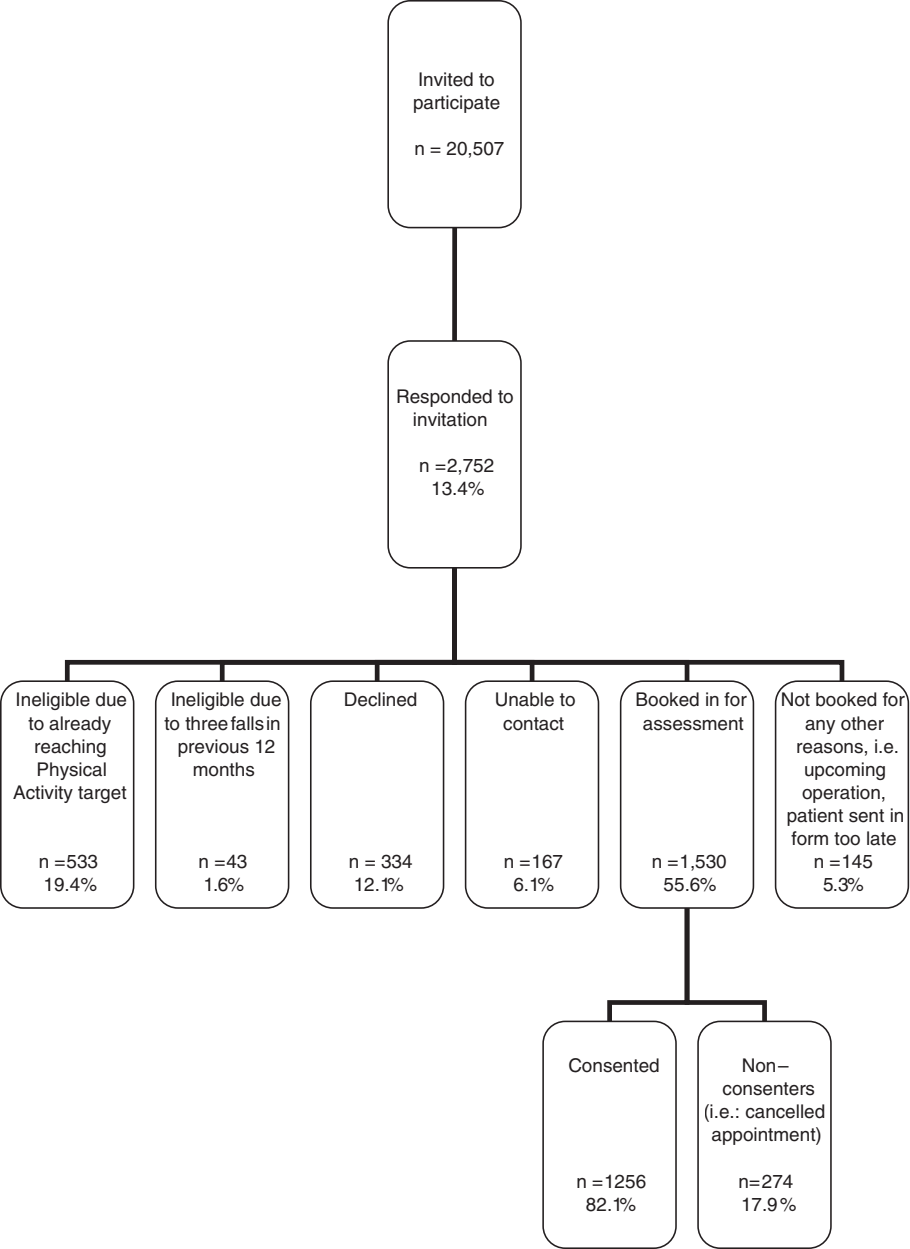 Invited to
participate
n = 20,507
Responded to
invitation
n =2,752
13.4%
Ineligible due
to already
reaching
Physical
Activity target
n =533
19.4%
Ineligible due
to three falls in
previous 12
months
n =43
1.6%
Declined
n = 334
12.1%
Unable to
contact
n =167
6.1%
Booked in for
assessment
n =1,530
55.6%
Not booked for
any other
reasons, i.e.
upcoming
operation,
patient sent in
form too late
n =145
5.3%
Consented
n =1256
82.1%
Non–
consenters
(i.e.: cancelled
appointment)
n=274
17.9%